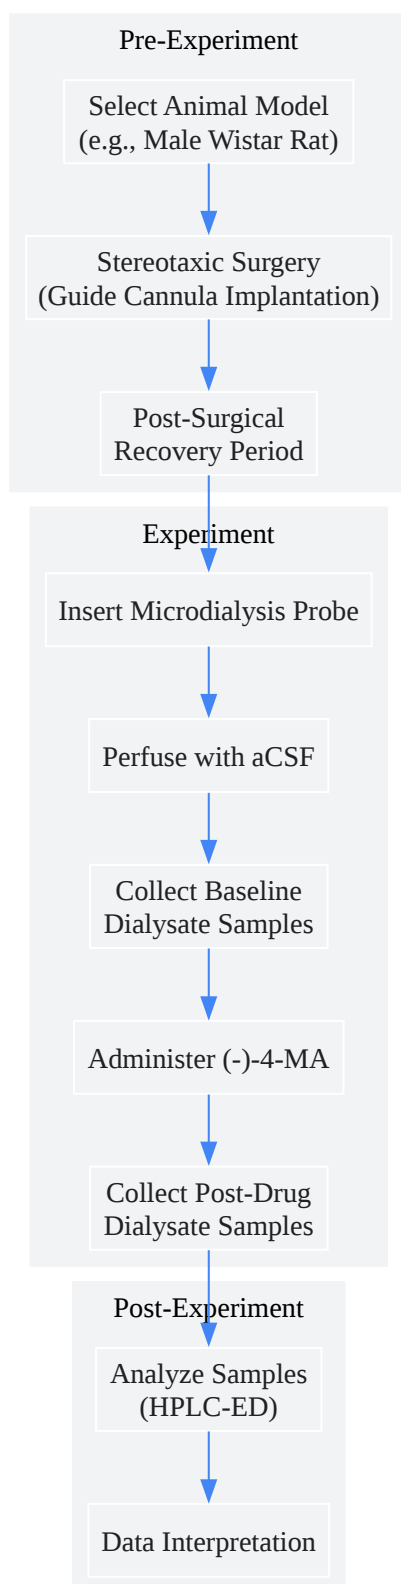 Pre-Experiment
Select Animal Model
(e.g., Male Wistar Rat)
Stereotaxic Surgery
(Guide Cannula Implantation)
Post-Surgical
Recovery Period
Experiment
Insert Microdialysis Probe
Perfuse with aCSF
Collect Baseline
Dialysate Samples
Administer (-)-4-MA
Collect Post-Drug
Dialysate Samples
Post-Experiment
Analyze Samples
(HPLC-ED)
Data Interpretation